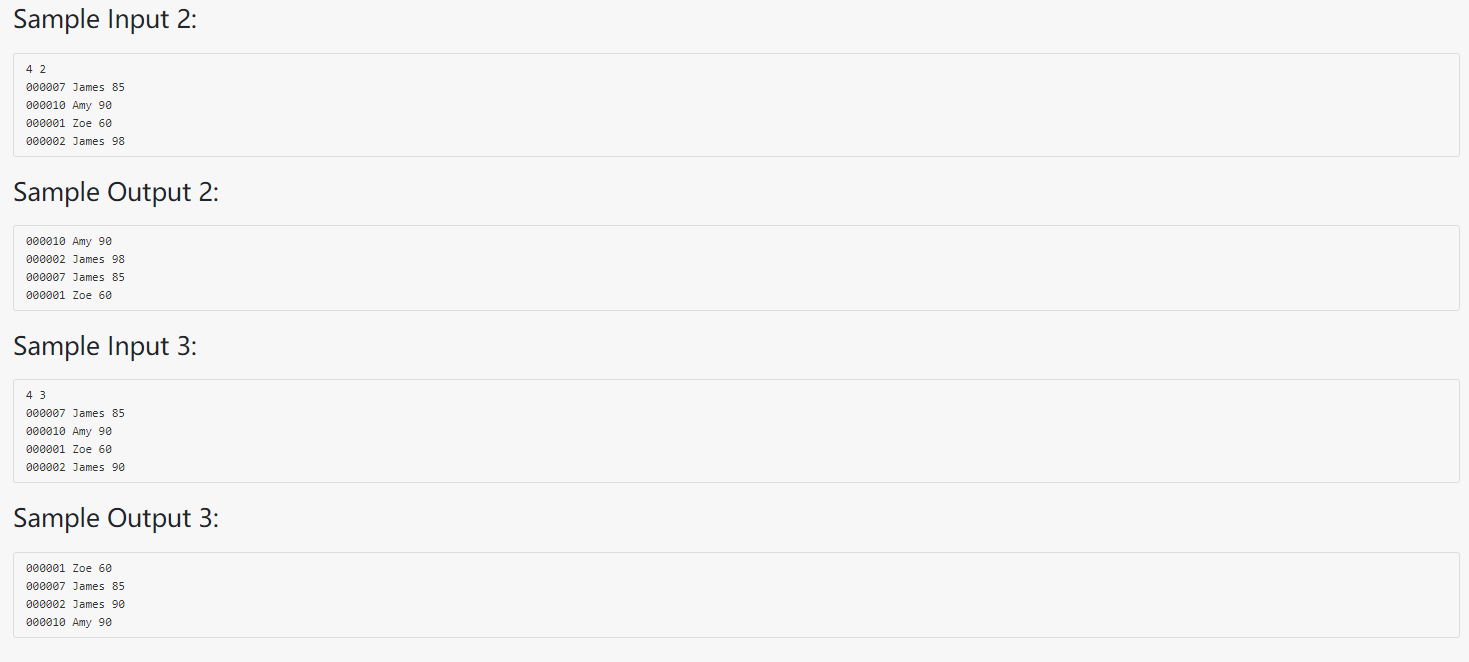 Sample Input 2:
4 2
000007 James 85
000010 Amy 90
000001 Zoe 60
000002 James 98
Sample Output 2:
000010 Amy 90
000002 James 98
000007 James 85
000001 Zoe 60
Sample Input 3:
4 3
000007 James 85
000010 Amy 90
000001 Zoe 60
000002 James 90
Sample Output 3:
000001 Zoe 60
000007 James 85
000002 James 90
000010 Amy 90